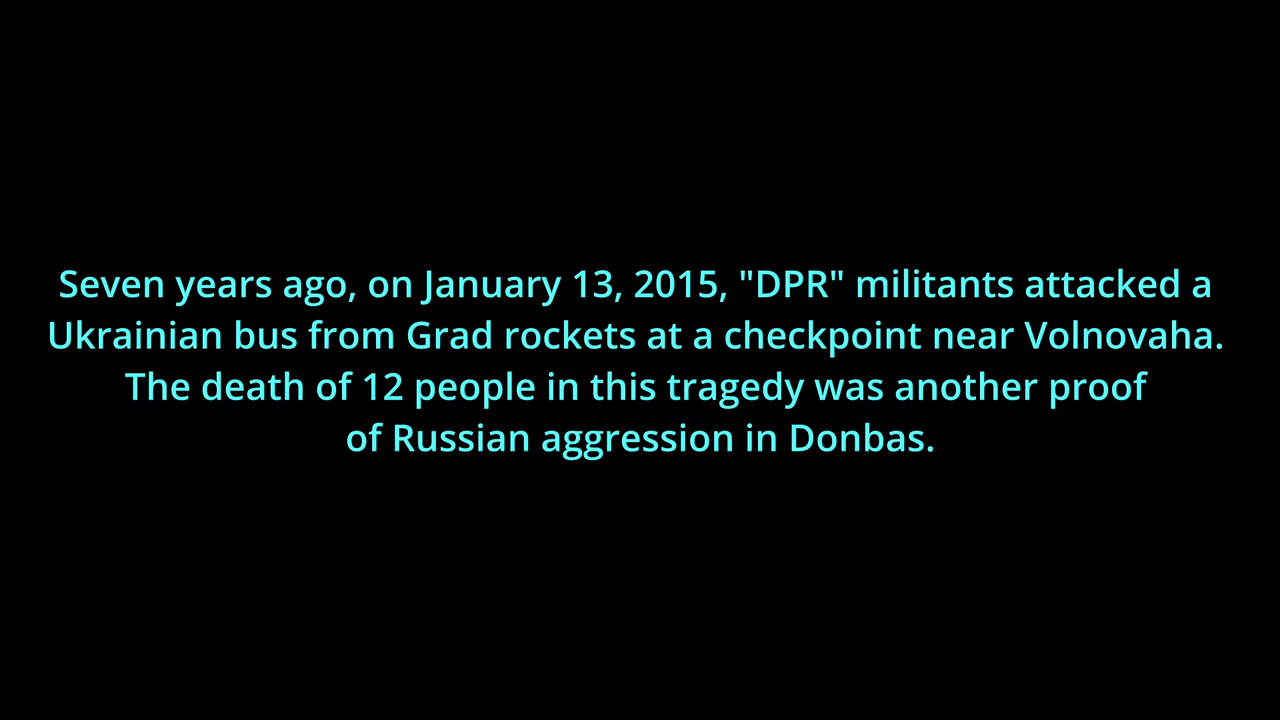 Seven years ago, on January 13, 2015, "DPR" militants attacked a
Ukrainian bus from Grad rockets at a checkpoint near Volnovaha.
The death of 12 people in this tragedy was another proof
of Russian aggression in Donbas.